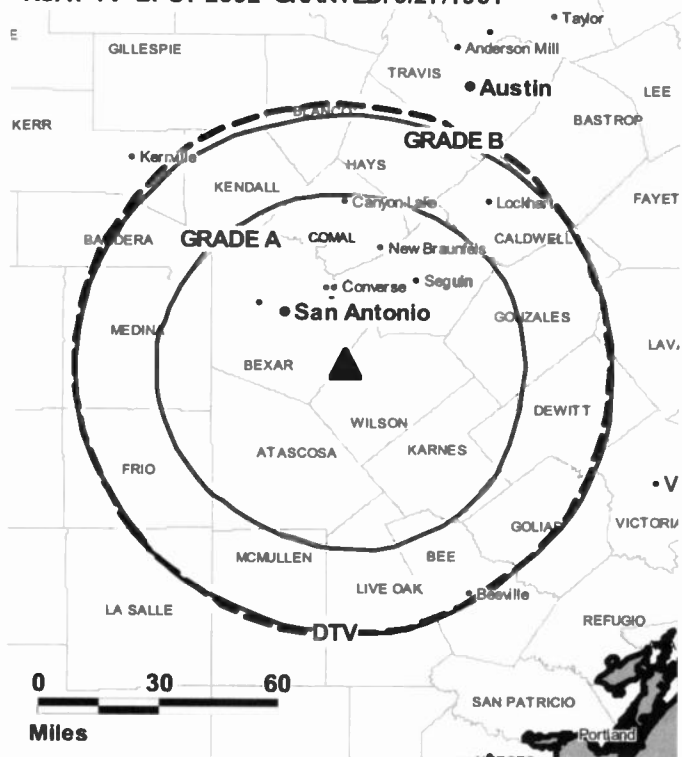 Taylor
Anderson Mill
GILLESPIE
TRAVIS
Austin
LEE
BLANCO
BASTROP
KERR
GRADE B
Kerrville
HAYS
KENDALL
Canyon Lake
Lockhart
FAYET
BANDERA
GRADE A
COMAL
New Braunfels
CALDWELL
Converse
Seguin
San Antonio
GONZALES
MEDINA
LAV
BEXAR
DEWITT
WILSON
ATASCOSA
KARNES
FRIO
V
GOLIAD
VICTORIA
MCMULLEN
BEE
LIVE OAK
Beeville
LA SALLE
REFUGIO
DTV
0 30 60
SAN PATRICIO
Miles
Portland